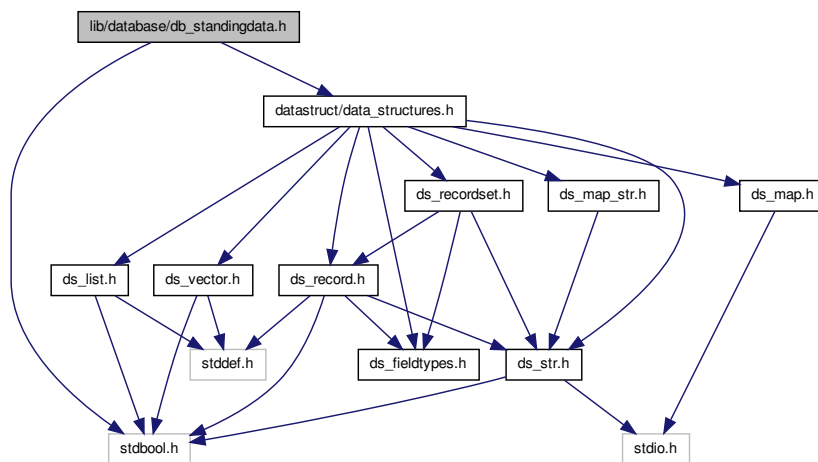 lib/database/db_standingdata.h
datastruct/data_structures.h
ds_recordset.h
ds_map_str.h
ds_map.h
ds_list.h
ds_vector.h
ds_record.h
stddef.h
ds_fieldtypes.h
ds_str.h
stdbool.h
stdio.h